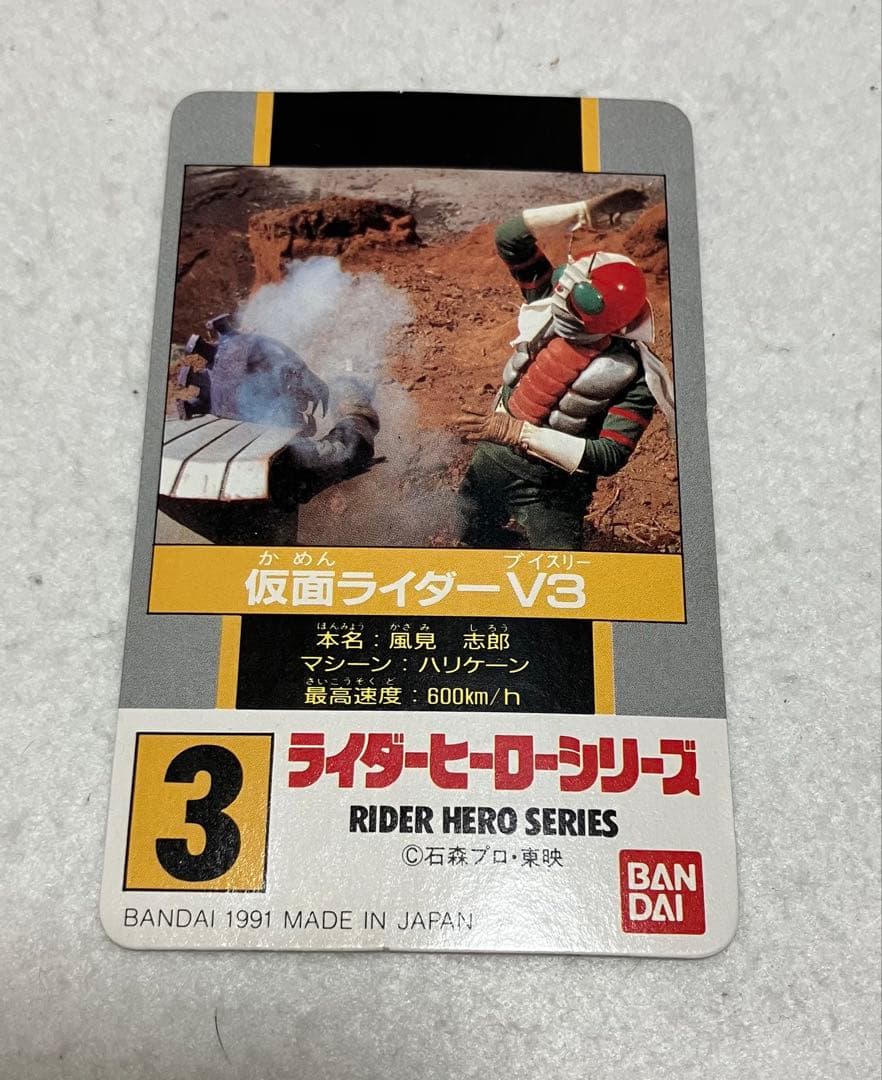 かめん ブイスリー
仮面ライダーV3
ほんみょう かざみ しろう
本名：風見 志郎
マシーン：ハリケーン
さいこうそくど
最高速度：600km/h
3
ライダーヒーローシリーズ
RIDER HERO SERIES
©石森プロ・東映
BAN
DAI
BANDAI 1991 MADE IN JAPAN